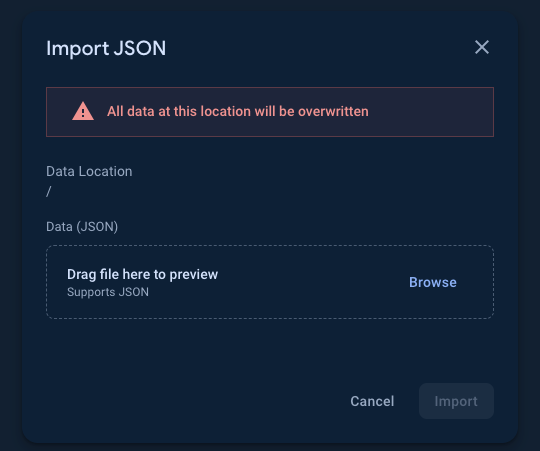 Import JSON
All data at this location will be overwritten
Data Location
/
Data (JSON)
Drag file here to preview
Supports JSON
Browse
Cancel
Import